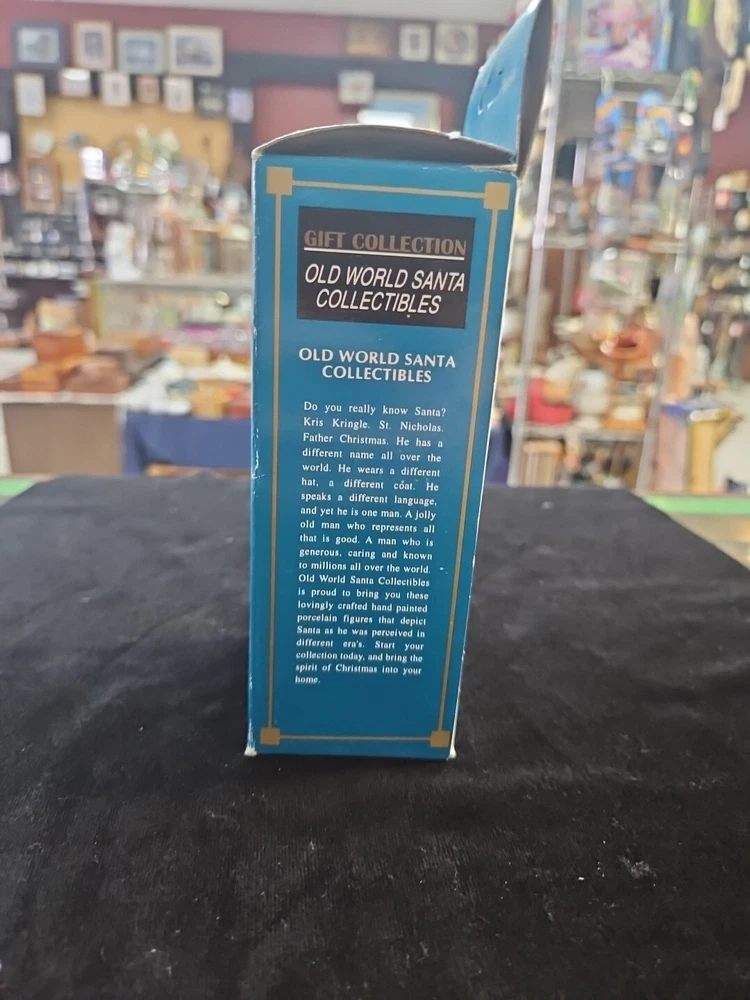 GIFT COLLECTION
OLD WORLD SANTA
COLLECTIBLES
OLD WORLD SANTA
COLLECTIBLES
Do you really know Santa?
Kris Kringle. St. Nicholas.
Father Christmas. He has a
different name all over the
world. He wears a different
hat, a different coat. He
speaks a different language,
and yet he is one man. A jolly
old man who represents all
that is good. A man who is
generous, caring and known
to millions all over the world.
Old World Santa Collectibles
is proud to bring you these
lovingly crafted hand painted
porcelain figures that depict
Santa as he was perceived in
different era's. Start your
collection today, and bring the
spirit of Christmas into your
home.